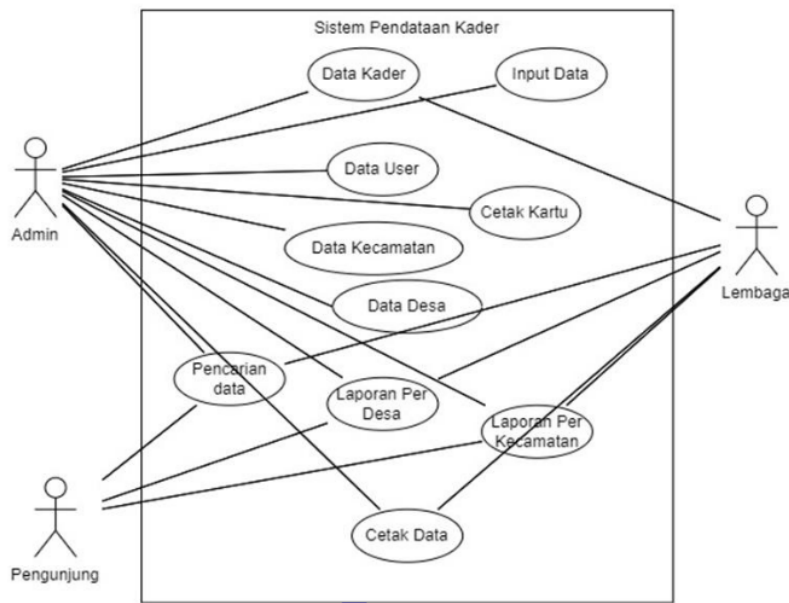 Sistem Pendataan Kader
Data Kader
Input Data
Data User
Cetak Kartu
Admin
Data Kecamatan
Data Desa
Lembaga
Pencarian
data
Laporan Per
Desa
Laporan Per
Kecamatan
Cetak Data
Pengunjung